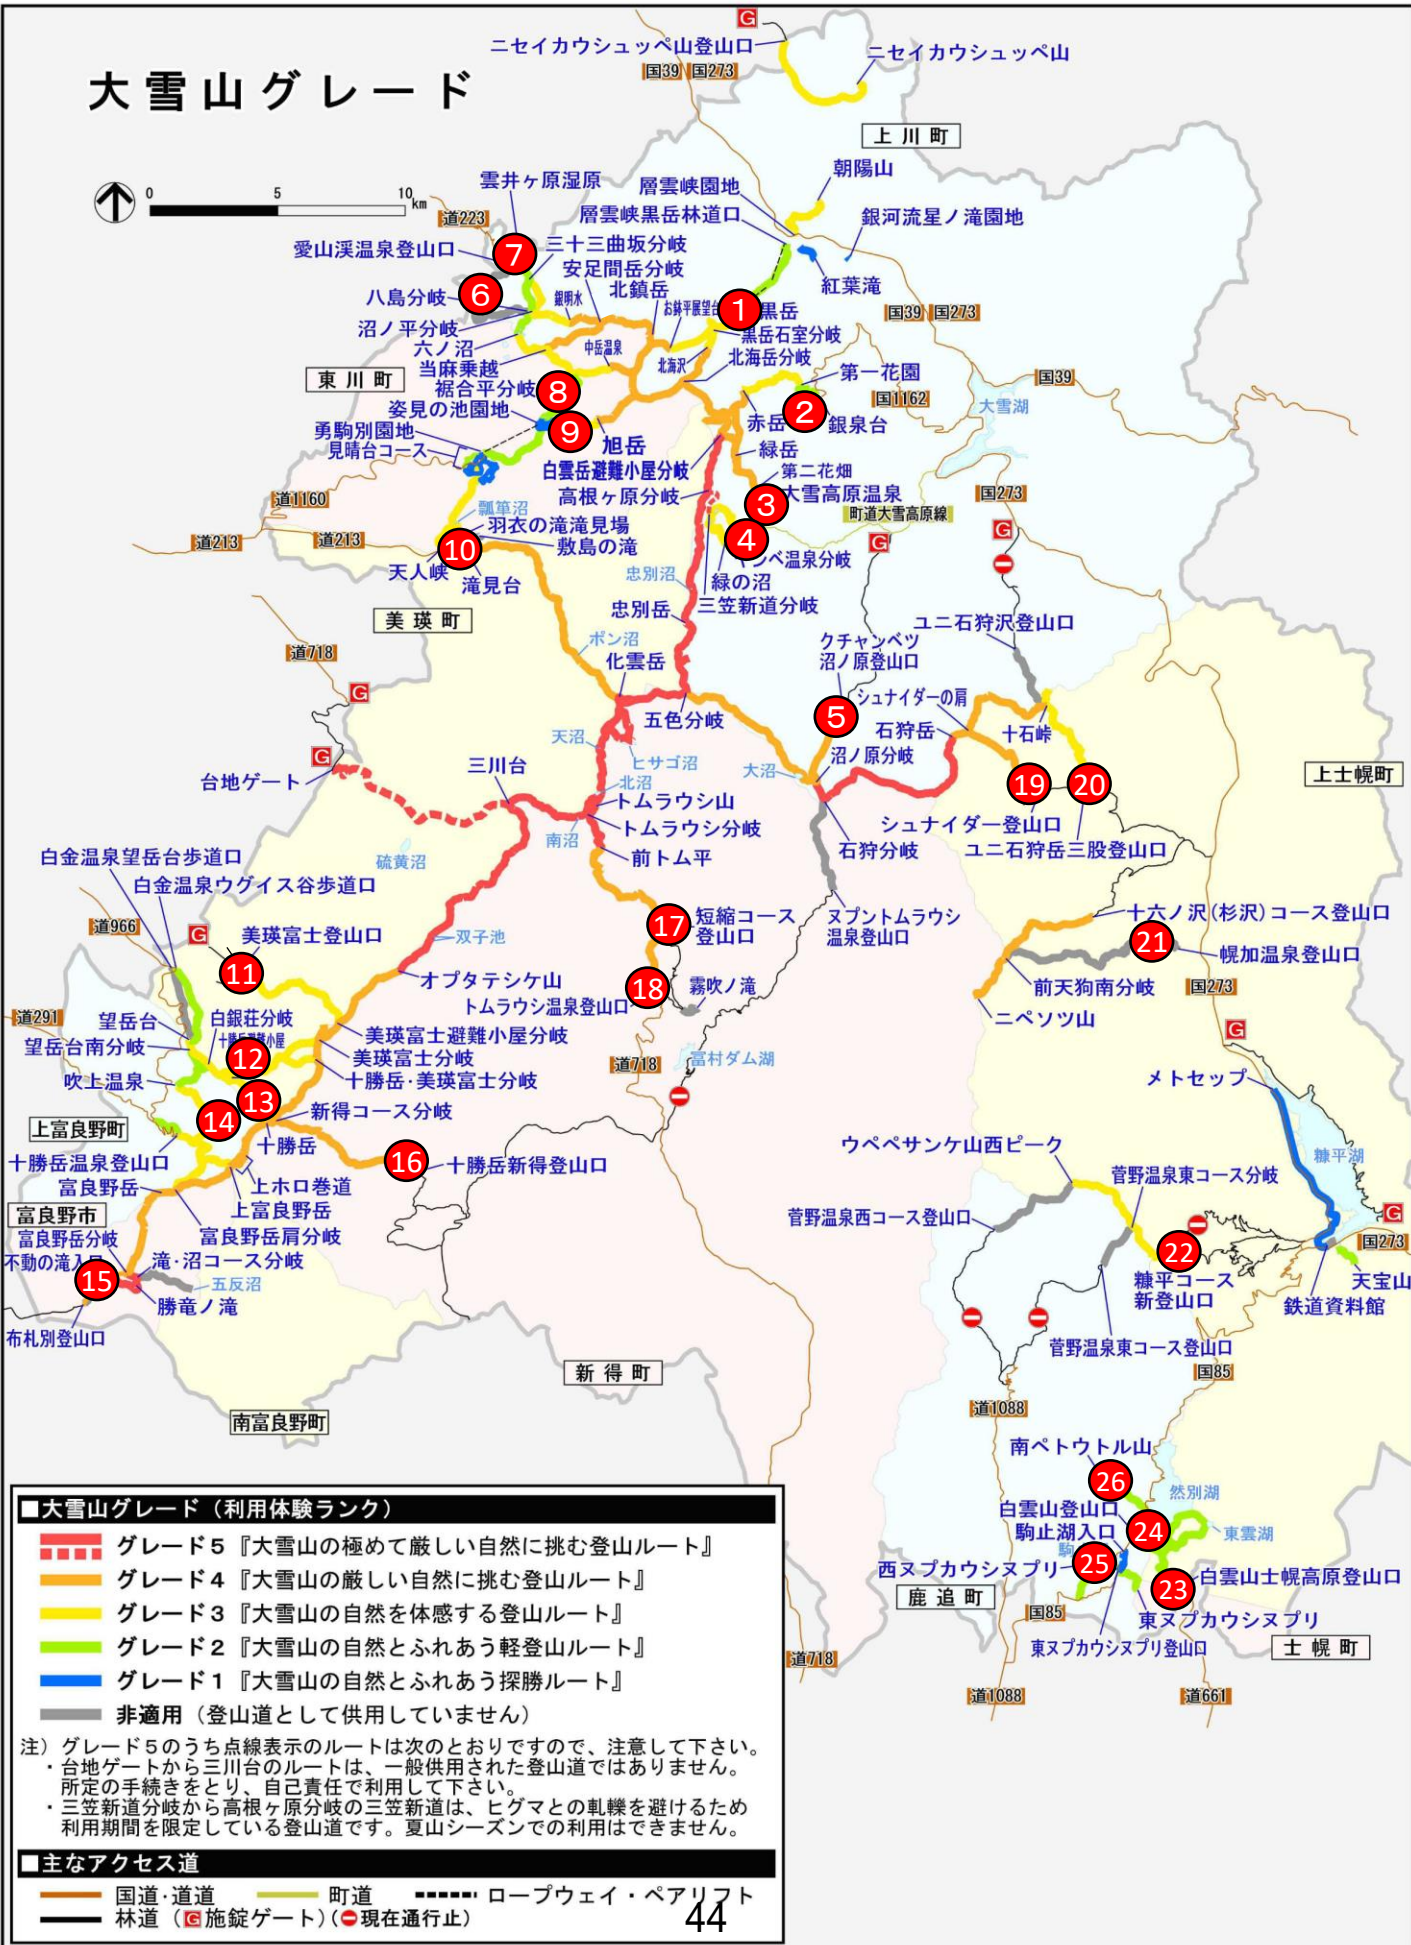 大雪山グレード
0 5 10 km
G
ニセイカウシュッペ山登山口
ニセイカウシュッペ山
国39 国273
上川町
朝陽山
層雲峡園地
層雲峡黒岳林道口
銀河流星ノ滝園地
紅葉滝
雲井ヶ原湿原
道223
愛山渓温泉登山口
7
三十三曲坂分岐
安足間岳分岐
北鎮岳
6
八島分岐
銀明水
お鉢平展望台
1
黒岳
国39 国273
沼ノ平分岐
黒岳石室分岐
六ノ沼
中岳温泉
北海沢
北海岳分岐
当麻乗越
東川町
裾合平分岐
8
第一花園
国39
姿見の池園地
2
国1162
大雪湖
勇駒別園地
9
旭岳
赤岳
銀泉台
見晴台コース
緑岳
白雲岳避難小屋分岐
第二花畑
高根ヶ原分岐
3
大雪高原温泉
国273
道1160
瓢箪沼
町道大雪高原線
G
羽衣の滝滝見場
4
G
道213
道213
10
敷島の滝
ンベ温泉分岐
天人峡
滝見台
忠別沼
緑の沼
三笠新道分岐
美瑛町
忠別岳
ユニ石狩沢登山口
ポン沼
クチャンベツ
沼ノ原登山口
道718
化雲岳
シュナイダーの肩
G
五色分岐
5
石狩岳
十石峠
天沼
沼ノ原分岐
G
ヒサゴ沼
大沼
台地ゲート
三川台
北沼
19
20
上士幌町
トムラウシ山
南沼
トムラウシ分岐
シュナイダー登山口
前トム平
石狩分岐
ユニ石狩岳三股登山口
白金温泉望岳台歩道口
硫黄沼
白金温泉ウグイス谷歩道口
道966
17
短縮コース
登山口
ヌプントムラウシ
温泉登山口
十六ノ沢(杉沢)コース登山口
G
美瑛富士登山口
双子池
21
幌加温泉登山口
11
オプタテシケ山
18
霧吹ノ滝
前天狗南分岐
国273
トムラウシ温泉登山口
道291
望岳台
白銀荘分岐
ニペソツ山
G
十勝岳避難小屋
美瑛富士避難小屋分岐
望岳台南分岐
12
美瑛富士分岐
道718
富村ダム湖
吹上温泉
十勝岳・美瑛富士分岐
メトセップ
13
上富良野町
14
新得コース分岐
ウペペサンケ山西ピーク
十勝岳
16
十勝岳新得登山口
糠平湖
十勝岳温泉登山口
上ホロ巻道
菅野温泉東コース分岐
富良野岳
上富良野岳
富良野市
菅野温泉西コース登山口
G
富良野岳肩分岐
富良野岳分岐
22
国273
不動の滝入口
滝・沼コース分岐
15
五反沼
糠平コース
新登山口
天宝山
勝竜ノ滝
鉄道資料館
布札別登山口
菅野温泉東コース登山口
新得町
国85
南富良野町
道1088
南ペトウトル山
26
然別湖
白雲山登山口
24
東雲湖
駒止湖入口
駒
西ヌプカウシヌプリ
25
23
白雲山士幌高原登山口
鹿追町
国85
東ヌプカウシヌプリ
東ヌプカウシヌプリ登山口
士幌町
道718
道1088
道661
■大雪山グレード（利用体験ランク）
グレード5『大雪山の極めて厳しい自然に挑む登山ルート』
グレード4『大雪山の厳しい自然に挑む登山ルート』
グレード3『大雪山の自然を体感する登山ルート』
グレード2『大雪山の自然とふれあう軽登山ルート』
グレード1『大雪山の自然とふれあう探勝ルート』
非適用（登山道として供用していません）
注）グレード5のうち点線表示のルートは次のとおりですので、注意して下さい。
・台地ゲートから三川台のルートは、一般供用された登山道ではありません。
所定の手続きをとり、自己責任で利用して下さい。
・三笠新道分岐から高根ヶ原分岐の三笠新道は、ヒグマとの軋轢を避けるため
利用期間を限定している登山道です。夏山シーズンでの利用はできません。
■主なアクセス道
国道・道道 町道 ロープウェイ・ペアリフト
林道（G施錠ゲート）（現在通行止）
44